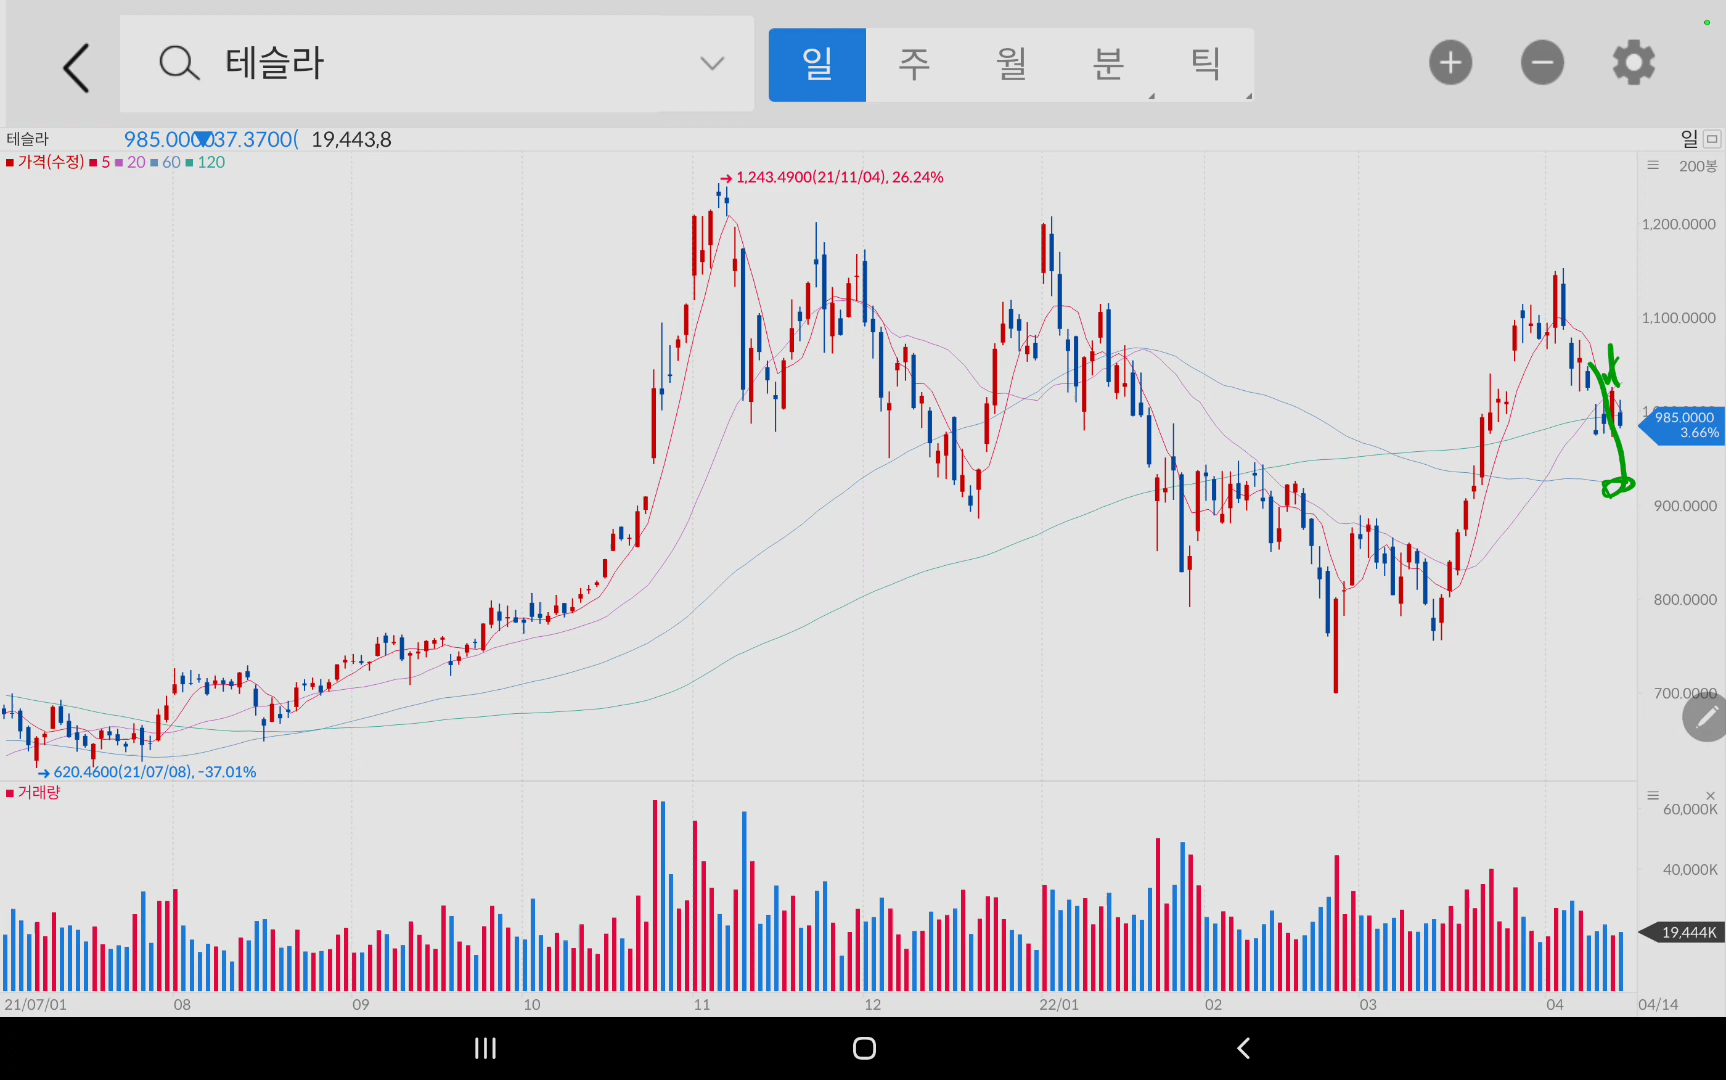 테슬라
일 주 월 분 틱
테슬라 985.0000▼37.3700( 19,443,8 일
가격(수정) 5 20 60 120
200봉
→1,243.4900(21/11/04), 26.24%
1,200.0000
1,100.0000
985.0000
3.66%
900.0000
800.0000
700.0000
→620.4600(21/07/08), -37.01%
거래량
60,000K
40,000K
19,444K
21/07/01 08 09 10 11 12 22/01 02 03 04 04/14